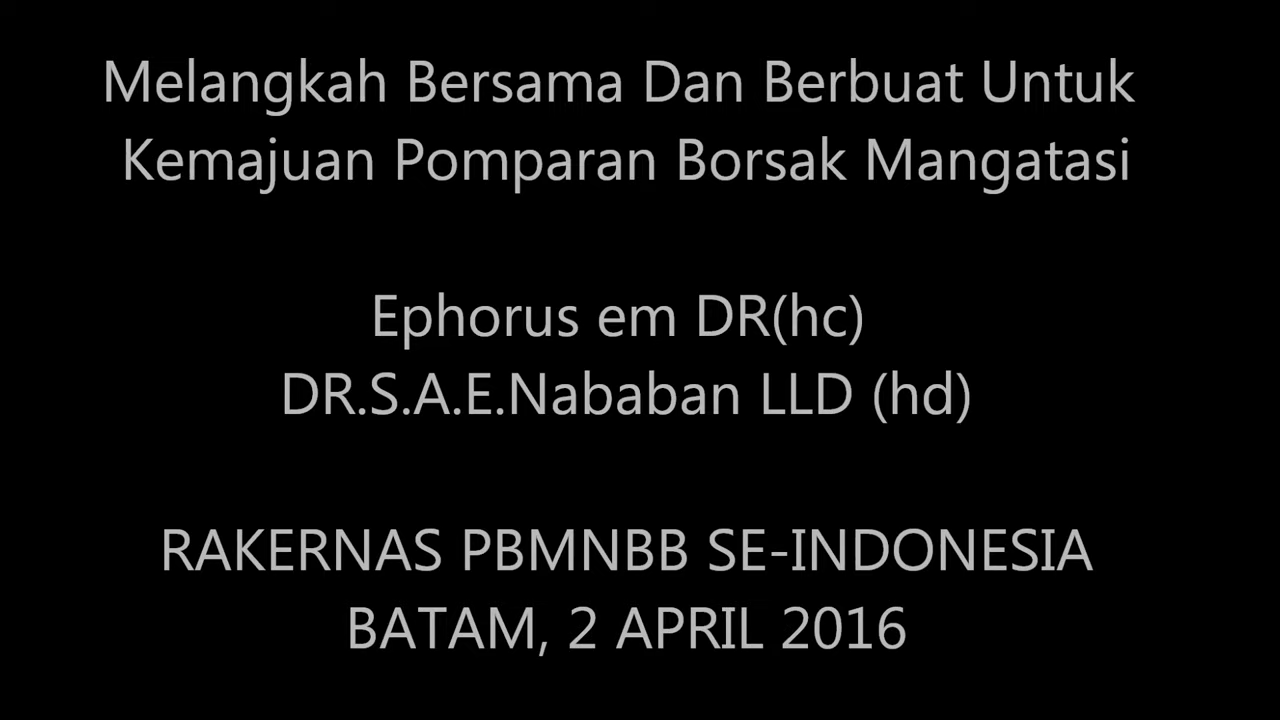 Melangkah Bersama Dan Berbuat Untuk
Kemajuan Pomparan Borsak Mangatasi
Ephorus em DR(hc)
DR.S.A.E.Nababan LLD (hd)
RAKERNAS PBMNBB SE-INDONESIA
BATAM, 2 APRIL 2016